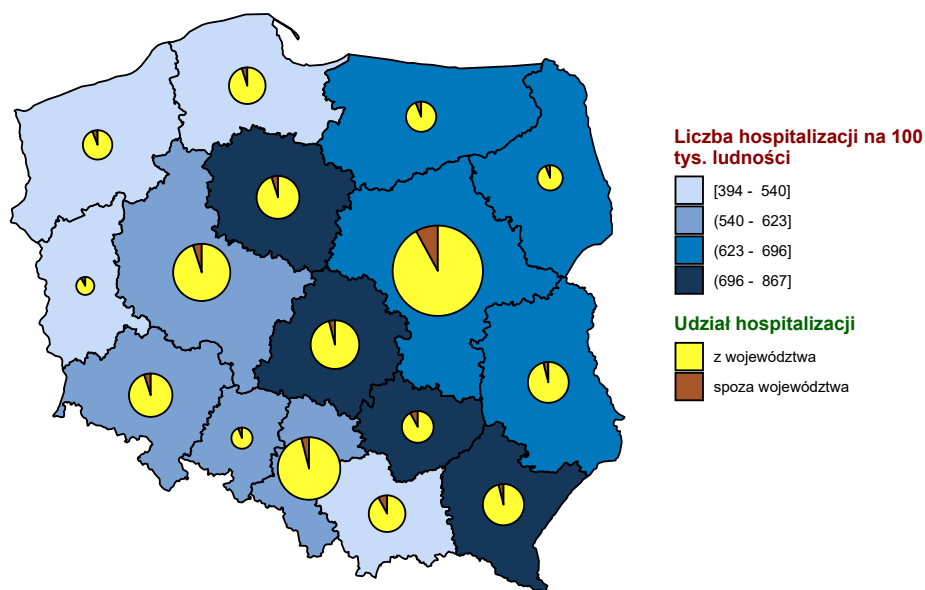 Liczba hospitalizacji na 100
tys. ludności
[394 - 540]
(540 - 623]
(623 - 696]
(696 - 867]
Udział hospitalizacji
z województwa
spoza województwa